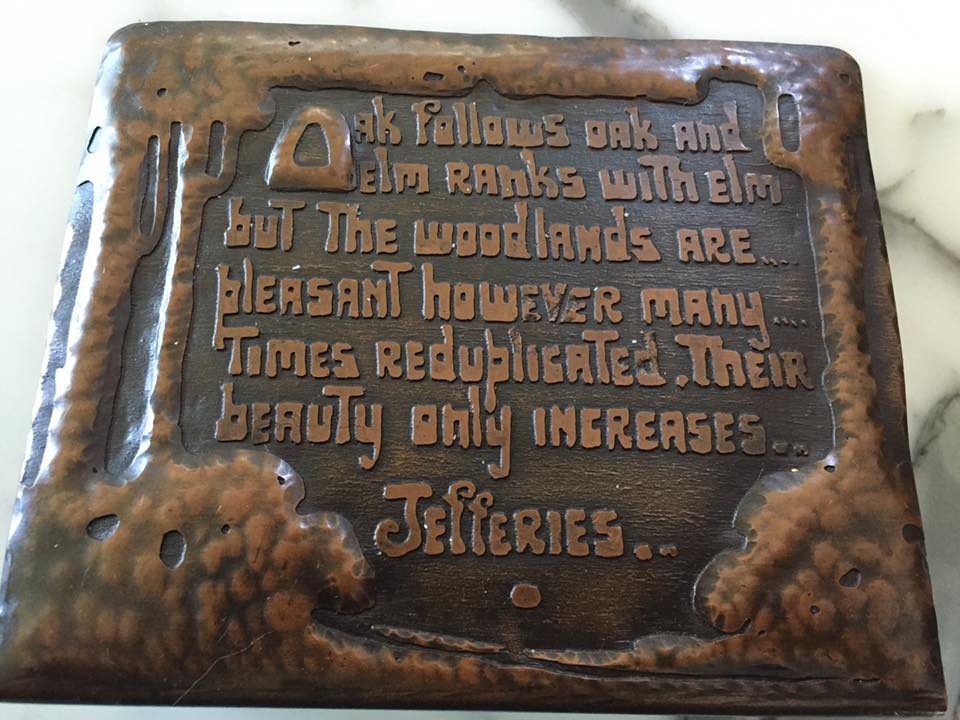 Oak follows oak and
elm ranks with elm
but The woodlands are...
pleasant however many....
Times reduplicated. Their
beauty only increases...
Jefferies...